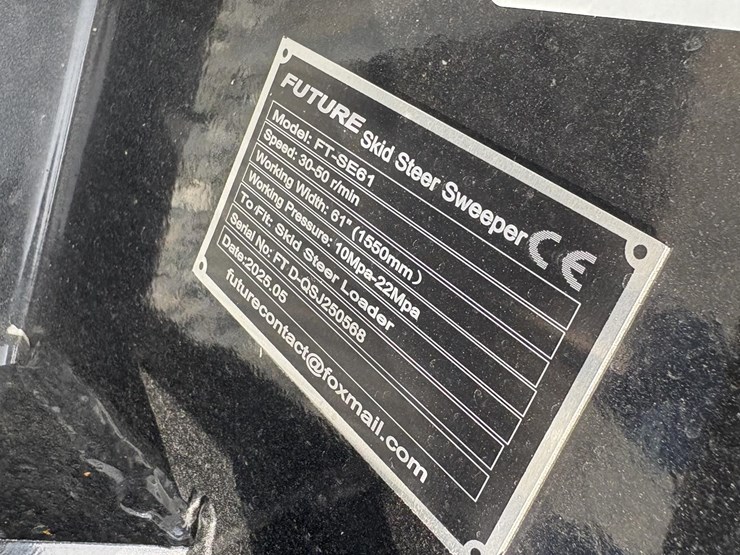 FUTURE Skid Steer Sweeper CE
Model: FT-SE61
Speed: 30-50 r/min
Working Width: 61" (1550mm)
Working Pressure: 10Mpa-22Mpa
To Fit: Skid Steer Loader
Serial No: FT D-QSJ250568
Date:2025.05
futurecontact@foxmail.com